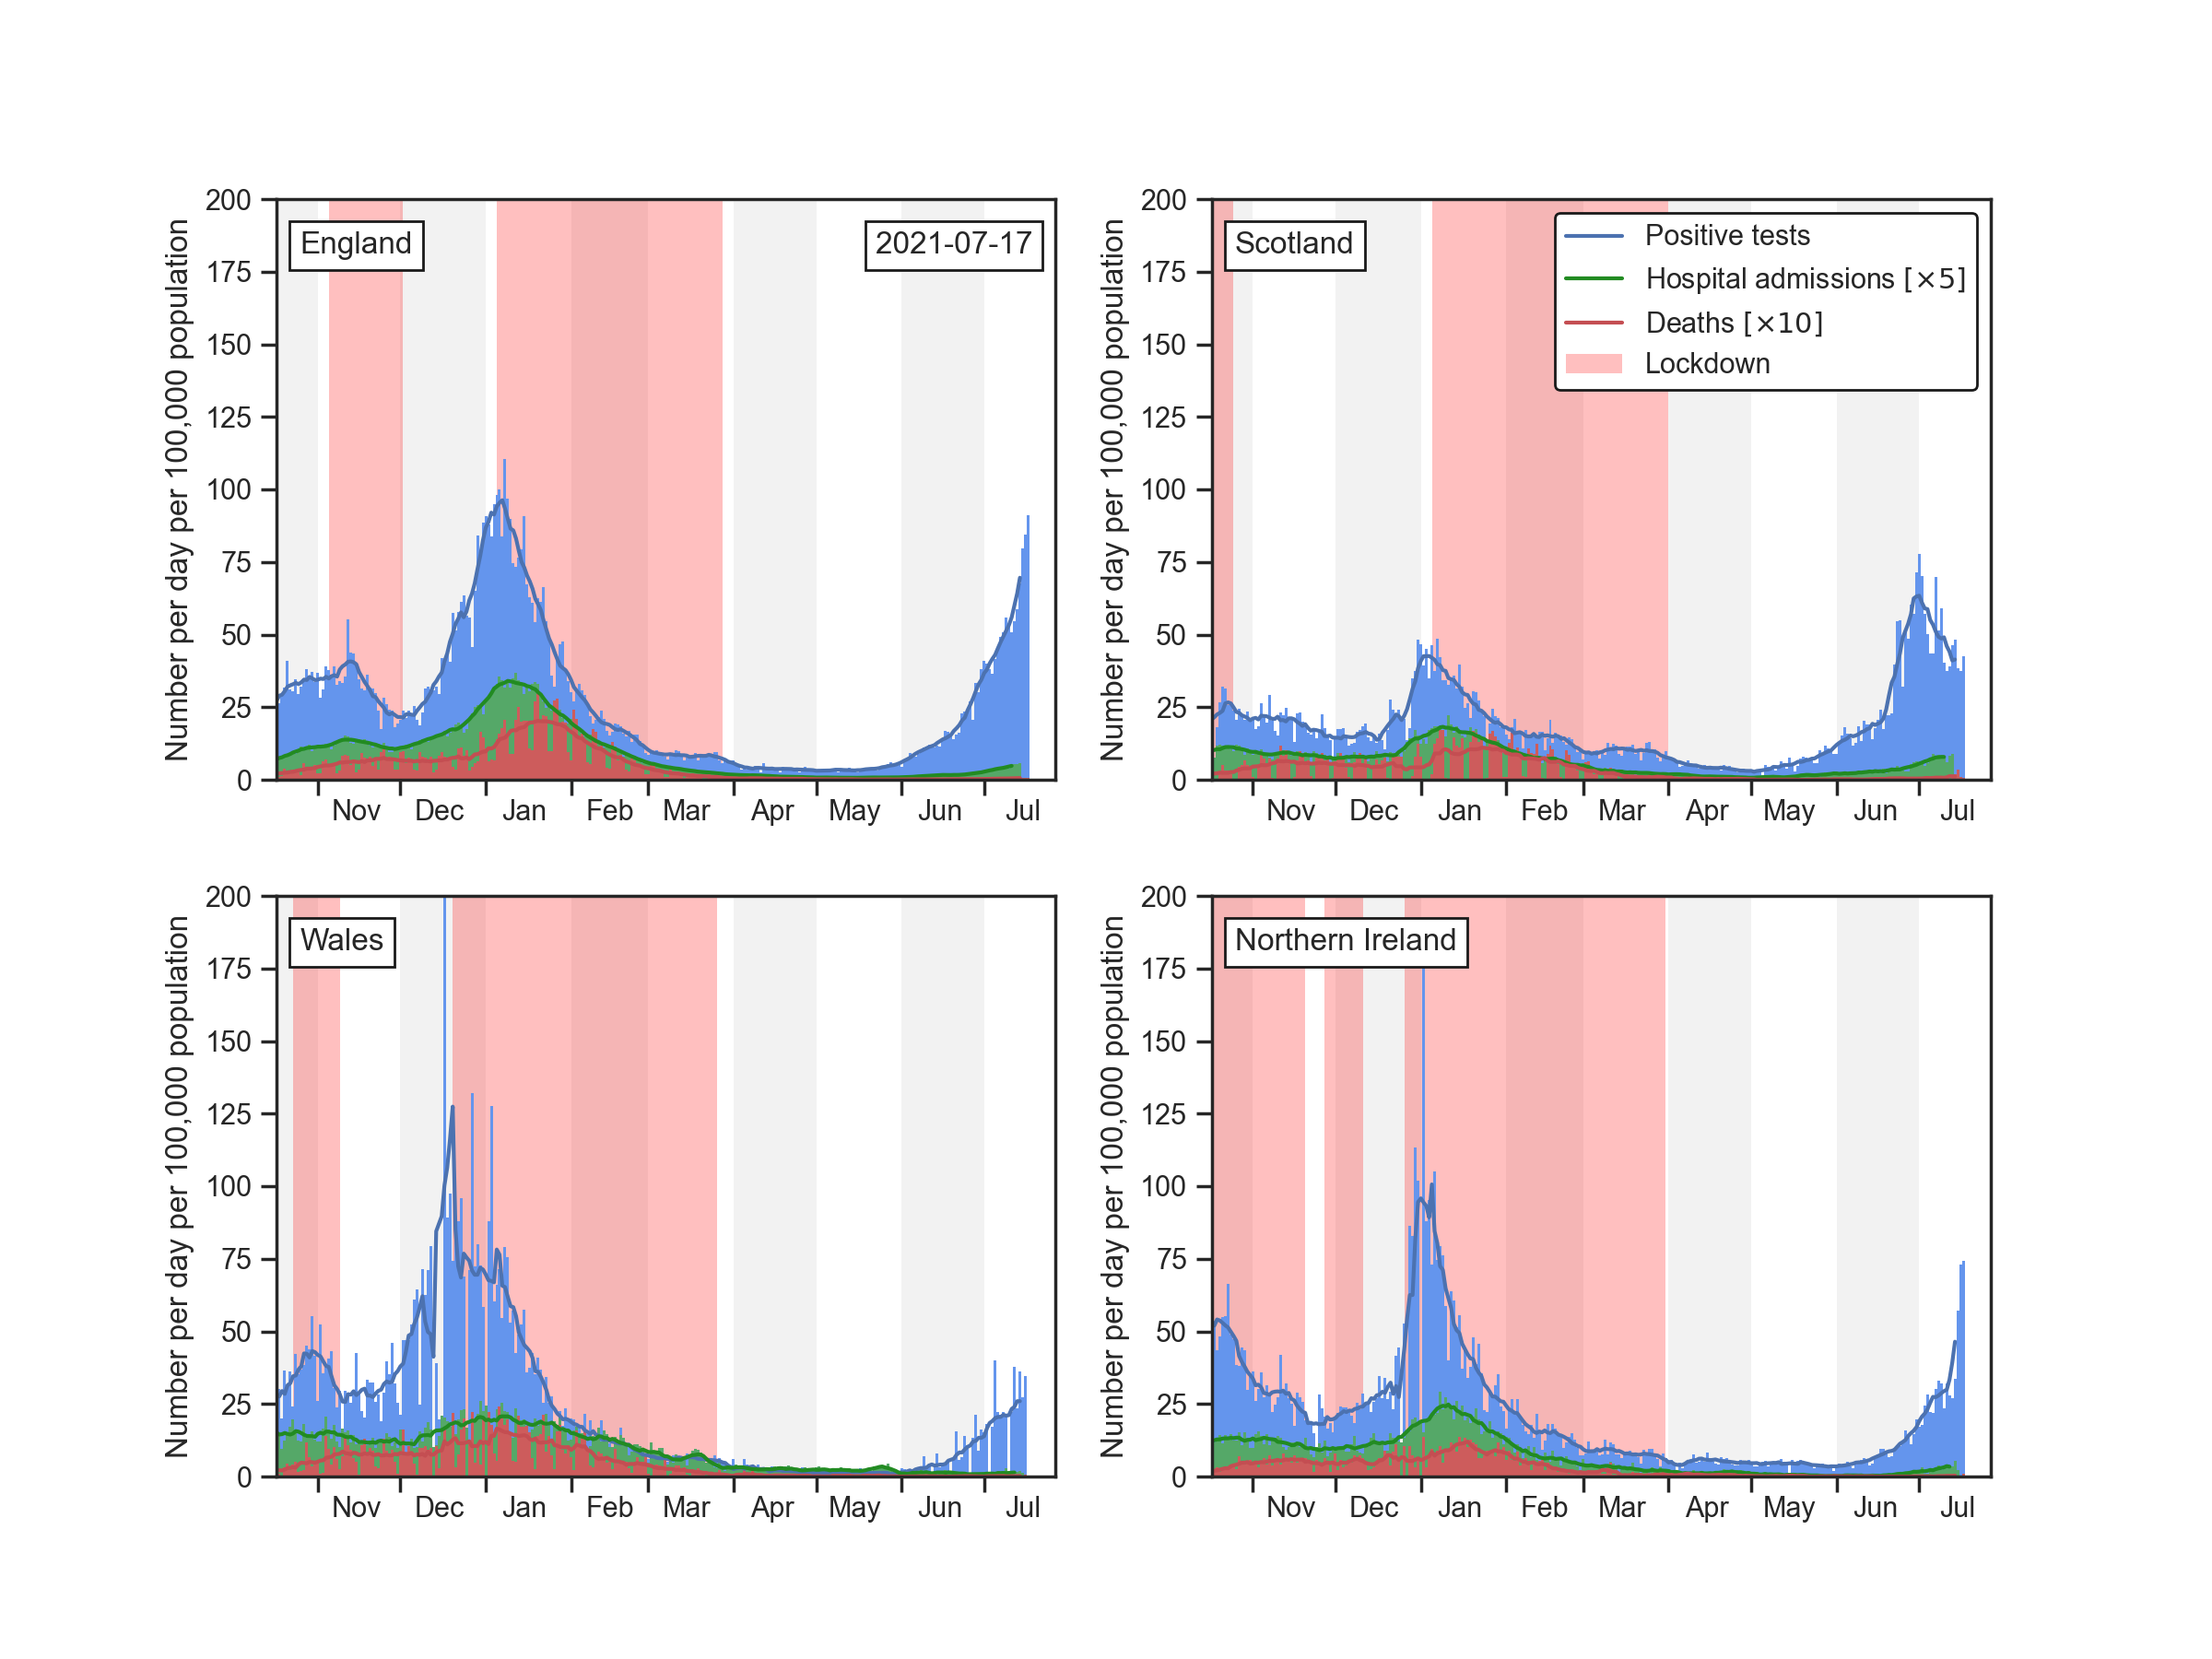 England
2021-07-17
Number per day per 100,000 population
200
175
150
125
100
75
50
25
0
Nov Dec Jan Feb Mar Apr May Jun Jul
Scotland
Positive tests
Hospital admissions [×5]
Deaths [×10]
Lockdown
Number per day per 100,000 population
200
175
150
125
100
75
50
25
0
Nov Dec Jan Feb Mar Apr May Jun Jul
Wales
Number per day per 100,000 population
200
175
150
125
100
75
50
25
0
Nov Dec Jan Feb Mar Apr May Jun Jul
Northern Ireland
Number per day per 100,000 population
200
175
150
125
100
75
50
25
0
Nov Dec Jan Feb Mar Apr May Jun Jul